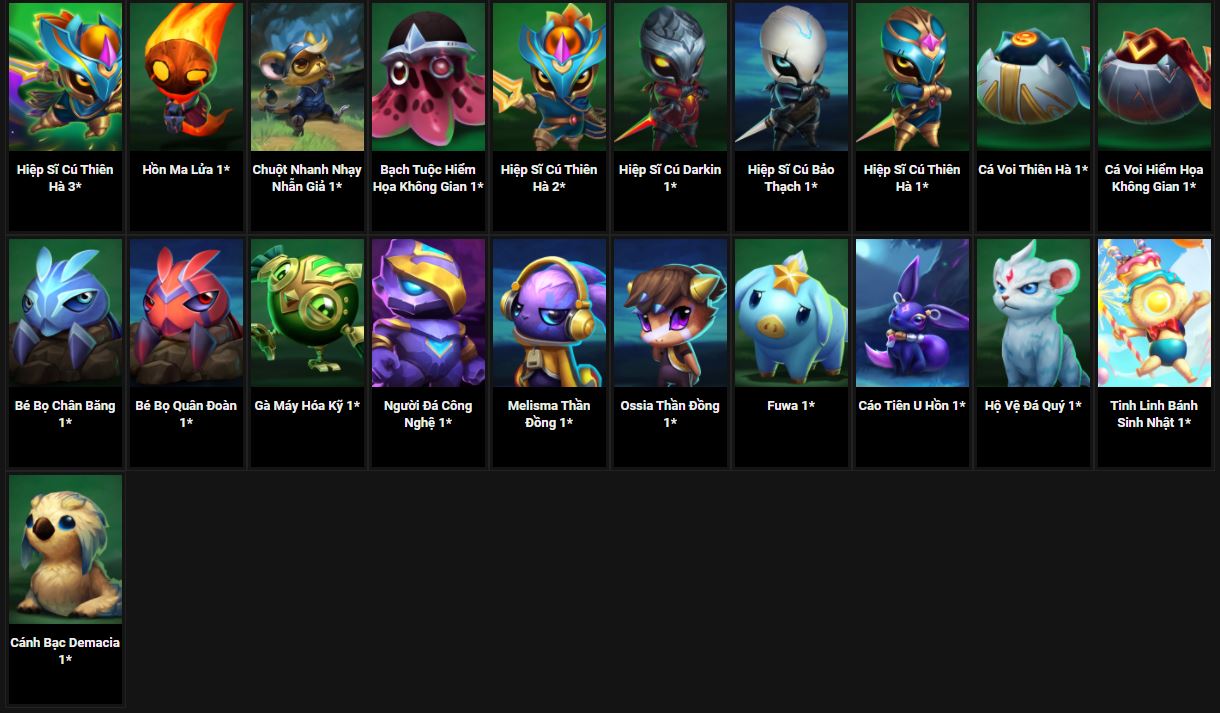 Hiệp Sĩ Cú Thiên
Hà 3*
Hồn Ma Lửa 1*
Chuột Nhanh Nhạy
Nhẫn Giả 1*
Bạch Tuộc Hiểm
Họa Không Gian 1*
Hiệp Sĩ Cú Thiên
Hà 2*
Hiệp Sĩ Cú Darkin
1*
Hiệp Sĩ Cú Bảo
Thạch 1*
Hiệp Sĩ Cú Thiên
Hà 1*
Cá Voi Thiên Hà 1*
Cá Voi Hiểm Họa
Không Gian 1*
Bé Bọ Chân Băng
1*
Bé Bọ Quân Đoàn
1*
Gà Máy Hóa Kỹ 1*
Người Đá Công
Nghệ 1*
Melisma Thần
Đồng 1*
Ossia Thần Đồng
1*
Fuwa 1*
Cáo Tiên U Hồn 1*
Hộ Vệ Đá Quý 1*
Tinh Linh Bánh
Sinh Nhật 1*
Cánh Bạc Demacia
1*